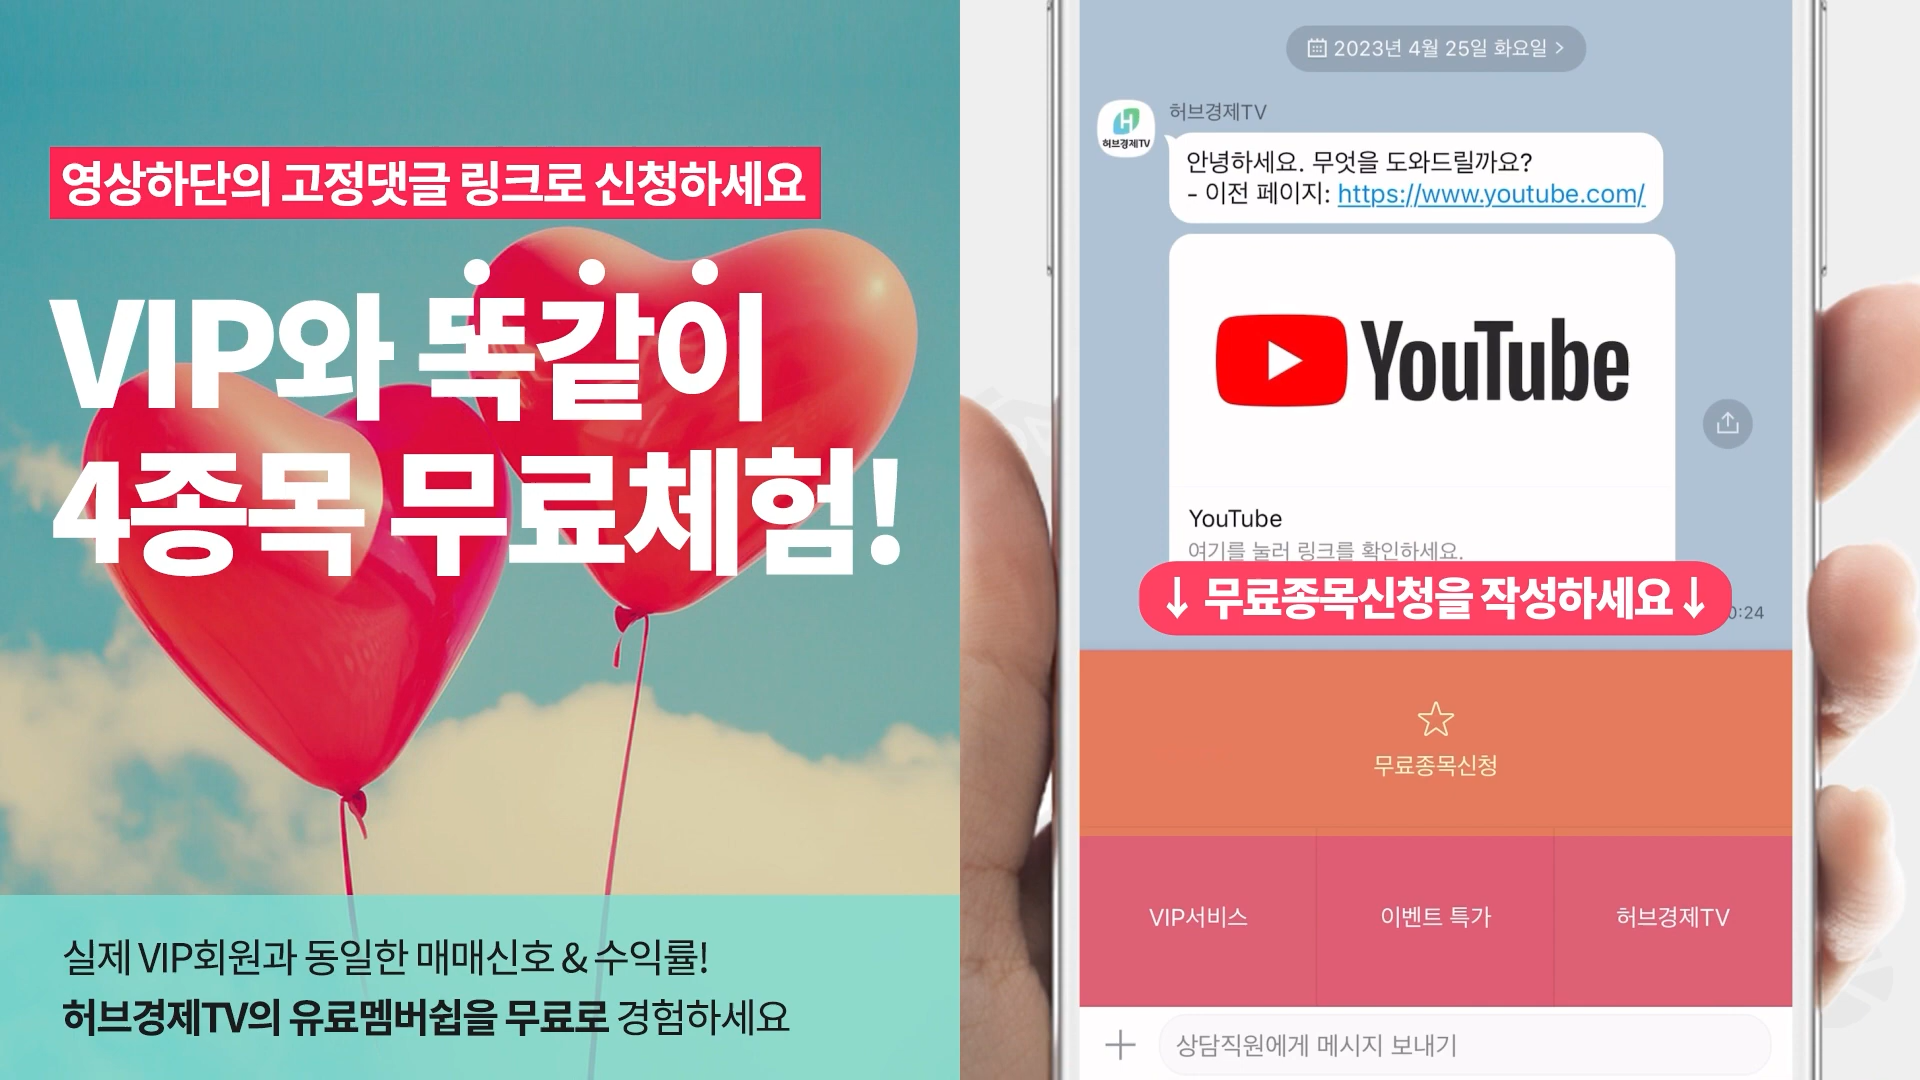 영상하단의 고정댓글 링크로 신청하세요
VIP와 똑같이
4종목 무료체험!
실제 VIP회원과 동일한 매매신호 & 수익률!
허브경제TV의 유료멤버쉽을 무료로 경험하세요
2023년 4월 25일 화요일 >
허브경제TV
허브경제TV
안녕하세요. 무엇을 도와드릴까요?
- 이전 페이지: https://www.youtube.com/
YouTube
YouTube
여기를 눌러 링크를 확인하세요.
↓ 무료종목신청을 작성하세요 ↓
0:24
무료종목신청
VIP서비스
이벤트 특가
허브경제TV
상담직원에게 메시지 보내기